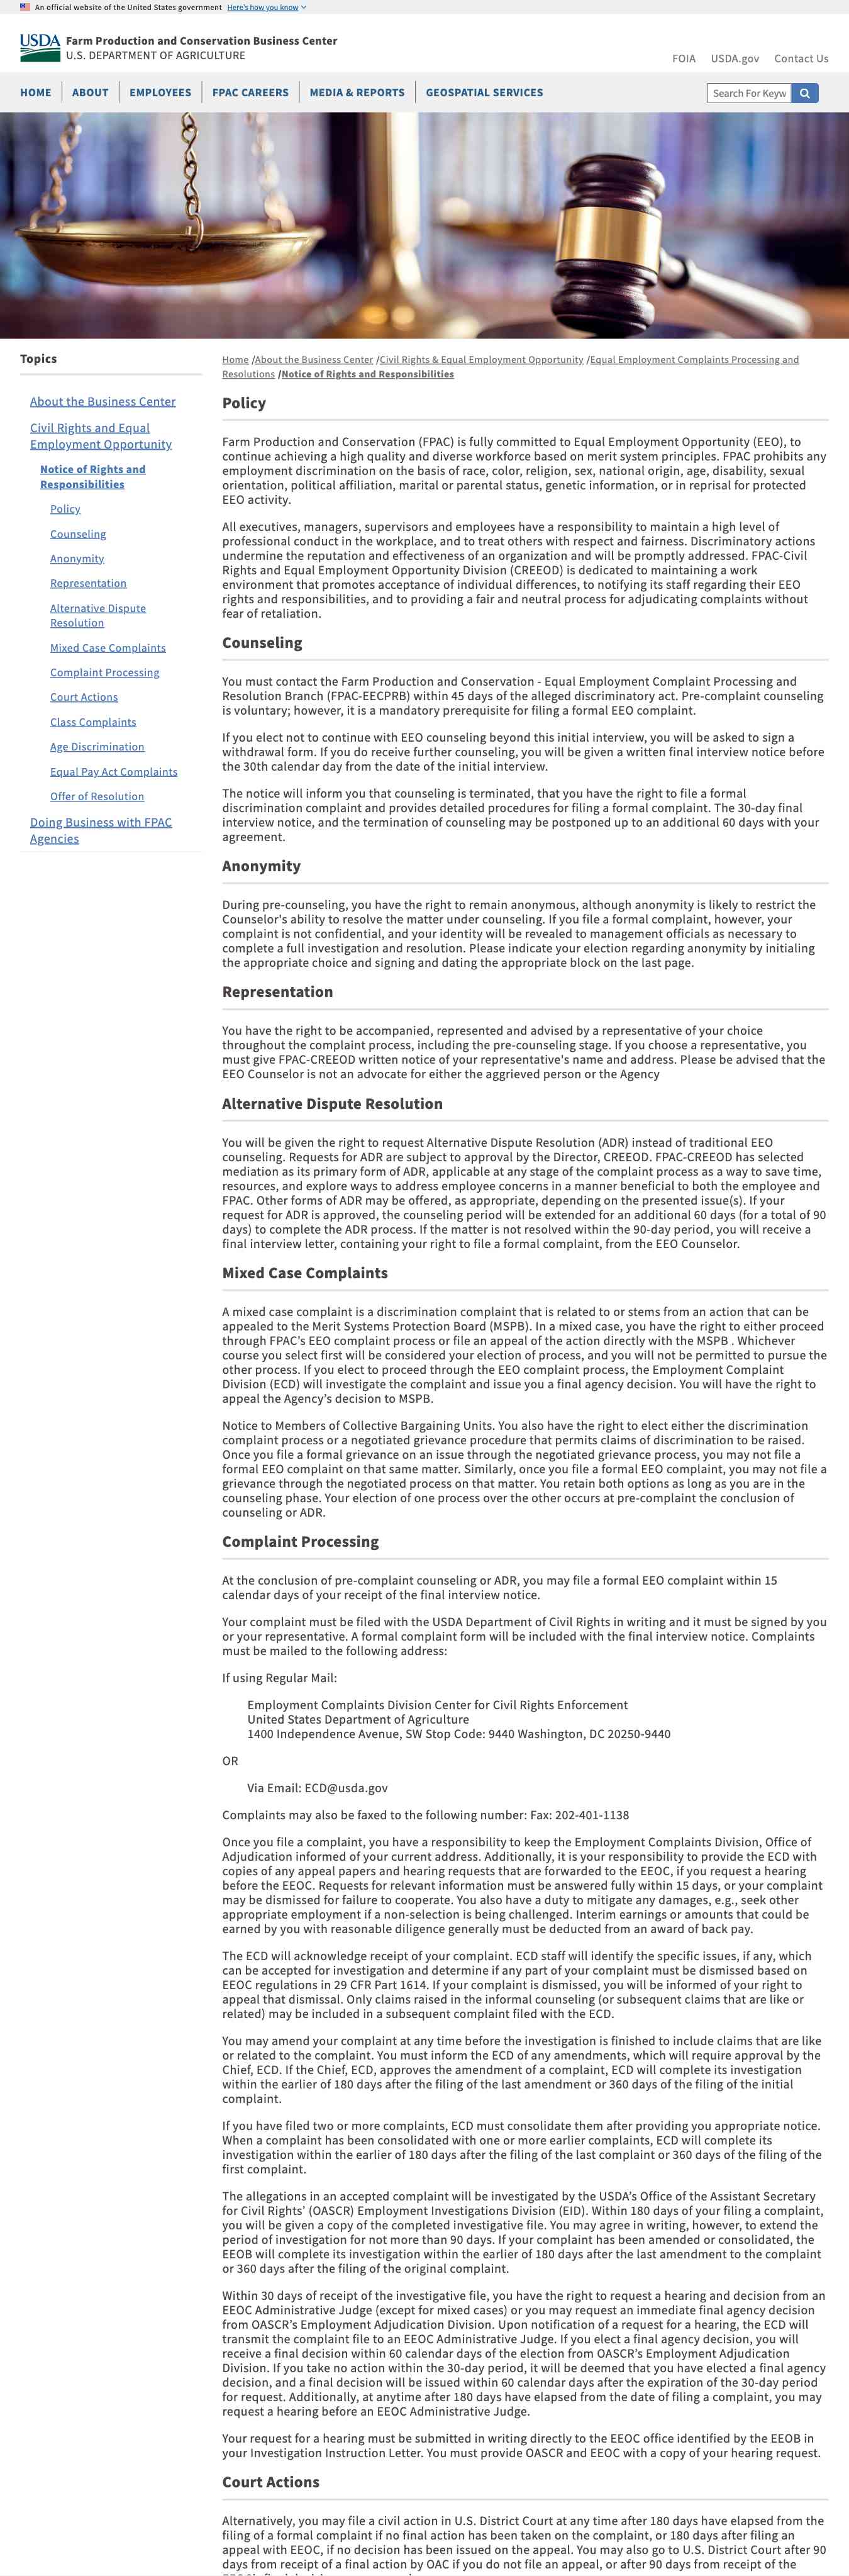 An official website of the United States government Here's how you know
USDA Farm Production and Conservation Business Center
U.S. DEPARTMENT OF AGRICULTURE
FOIA USDA.gov Contact Us
HOME ABOUT EMPLOYEES FPAC CAREERS MEDIA & REPORTS GEOSPATIAL SERVICES
Search For Keyw
Topics
About the Business Center
Civil Rights and Equal
Employment Opportunity
Notice of Rights and
Responsibilities
Policy
Counseling
Anonymity
Representation
Alternative Dispute
Resolution
Mixed Case Complaints
Complaint Processing
Court Actions
Class Complaints
Age Discrimination
Equal Pay Act Complaints
Offer of Resolution
Doing Business with FPAC
Agencies
Home /About the Business Center /Civil Rights & Equal Employment Opportunity /Equal Employment Complaints Processing and
Resolutions /Notice of Rights and Responsibilities
Policy
Farm Production and Conservation (FPAC) is fully committed to Equal Employment Opportunity (EEO), to
continue achieving a high quality and diverse workforce based on merit system principles. FPAC prohibits any
employment discrimination on the basis of race, color, religion, sex, national origin, age, disability, sexual
orientation, political affiliation, marital or parental status, genetic information, or in reprisal for protected
EEO activity.
All executives, managers, supervisors and employees have a responsibility to maintain a high level of
professional conduct in the workplace, and to treat others with respect and fairness. Discriminatory actions
undermine the reputation and effectiveness of an organization and will be promptly addressed. FPAC-Civil
Rights and Equal Employment Opportunity Division (CREEOD) is dedicated to maintaining a work
environment that promotes acceptance of individual differences, to notifying its staff regarding their EEO
rights and responsibilities, and to providing a fair and neutral process for adjudicating complaints without
fear of retaliation.
Counseling
You must contact the Farm Production and Conservation - Equal Employment Complaint Processing and
Resolution Branch (FPAC-EECPRB) within 45 days of the alleged discriminatory act. Pre-complaint counseling
is voluntary; however, it is a mandatory prerequisite for filing a formal EEO complaint.
If you elect not to continue with EEO counseling beyond this initial interview, you will be asked to sign a
withdrawal form. If you do receive further counseling, you will be given a written final interview notice before
the 30th calendar day from the date of the initial interview.
The notice will inform you that counseling is terminated, that you have the right to file a formal
discrimination complaint and provides detailed procedures for filing a formal complaint. The 30-day final
interview notice, and the termination of counseling may be postponed up to an additional 60 days with your
agreement.
Anonymity
During pre-counseling, you have the right to remain anonymous, although anonymity is likely to restrict the
Counselor's ability to resolve the matter under counseling. If you file a formal complaint, however, your
complaint is not confidential, and your identity will be revealed to management officials as necessary to
complete a full investigation and resolution. Please indicate your election regarding anonymity by initialing
the appropriate choice and signing and dating the appropriate block on the last page.
Representation
You have the right to be accompanied, represented and advised by a representative of your choice
throughout the complaint process, including the pre-counseling stage. If you choose a representative, you
must give FPAC-CREEOD written notice of your representative's name and address. Please be advised that the
EEO Counselor is not an advocate for either the aggrieved person or the Agency
Alternative Dispute Resolution
You will be given the right to request Alternative Dispute Resolution (ADR) instead of traditional EEO
counseling. Requests for ADR are subject to approval by the Director, CREEOD. FPAC-CREEOD has selected
mediation as its primary form of ADR, applicable at any stage of the complaint process as a way to save time,
resources, and explore ways to address employee concerns in a manner beneficial to both the employee and
FPAC. Other forms of ADR may be offered, as appropriate, depending on the presented issue(s). If your
request for ADR is approved, the counseling period will be extended for an additional 60 days (for a total of 90
days) to complete the ADR process. If the matter is not resolved within the 90-day period, you will receive a
final interview letter, containing your right to file a formal complaint, from the EEO Counselor.
Mixed Case Complaints
A mixed case complaint is a discrimination complaint that is related to or stems from an action that can be
appealed to the Merit Systems Protection Board (MSPB). In a mixed case, you have the right to either proceed
through FPAC’s EEO complaint process or file an appeal of the action directly with the MSPB . Whichever
course you select first will be considered your election of process, and you will not be permitted to pursue the
other process. If you elect to proceed through the EEO complaint process, the Employment Complaint
Division (ECD) will investigate the complaint and issue you a final agency decision. You will have the right to
appeal the Agency’s decision to MSPB.
Notice to Members of Collective Bargaining Units. You also have the right to elect either the discrimination
complaint process or a negotiated grievance procedure that permits claims of discrimination to be raised.
Once you file a formal grievance on an issue through the negotiated grievance process, you may not file a
formal EEO complaint on that same matter. Similarly, once you file a formal EEO complaint, you may not file a
grievance through the negotiated process on that matter. You retain both options as long as you are in the
counseling phase. Your election of one process over the other occurs at pre-complaint the conclusion of
counseling or ADR.
Complaint Processing
At the conclusion of pre-complaint counseling or ADR, you may file a formal EEO complaint within 15
calendar days of your receipt of the final interview notice.
Your complaint must be filed with the USDA Department of Civil Rights in writing and it must be signed by you
or your representative. A formal complaint form will be included with the final interview notice. Complaints
must be mailed to the following address:
If using Regular Mail:
Employment Complaints Division Center for Civil Rights Enforcement
United States Department of Agriculture
1400 Independence Avenue, SW Stop Code: 9440 Washington, DC 20250-9440
OR
Via Email: ECD@usda.gov
Complaints may also be faxed to the following number: Fax: 202-401-1138
Once you file a complaint, you have a responsibility to keep the Employment Complaints Division, Office of
Adjudication informed of your current address. Additionally, it is your responsibility to provide the ECD with
copies of any appeal papers and hearing requests that are forwarded to the EEOC, if you request a hearing
before the EEOC. Requests for relevant information must be answered fully within 15 days, or your complaint
may be dismissed for failure to cooperate. You also have a duty to mitigate any damages, e.g., seek other
appropriate employment if a non-selection is being challenged. Interim earnings or amounts that could be
earned by you with reasonable diligence generally must be deducted from an award of back pay.
The ECD will acknowledge receipt of your complaint. ECD staff will identify the specific issues, if any, which
can be accepted for investigation and determine if any part of your complaint must be dismissed based on
EEOC regulations in 29 CFR Part 1614. If your complaint is dismissed, you will be informed of your right to
appeal that dismissal. Only claims raised in the informal counseling (or subsequent claims that are like or
related) may be included in a subsequent complaint filed with the ECD.
You may amend your complaint at any time before the investigation is finished to include claims that are like
or related to the complaint. You must inform the ECD of any amendments, which will require approval by the
Chief, ECD. If the Chief, ECD, approves the amendment of a complaint, ECD will complete its investigation
within the earlier of 180 days after the filing of the last amendment or 360 days of the filing of the initial
complaint.
If you have filed two or more complaints, ECD must consolidate them after providing you appropriate notice.
When a complaint has been consolidated with one or more earlier complaints, ECD will complete its
investigation within the earlier of 180 days after the filing of the last complaint or 360 days of the filing of the
first complaint.
The allegations in an accepted complaint will be investigated by the USDA’s Office of the Assistant Secretary
for Civil Rights’ (OASCR) Employment Investigations Division (EID). Within 180 days of your filing a complaint,
you will be given a copy of the completed investigative file. You may agree in writing, however, to extend the
period of investigation for not more than 90 days. If your complaint has been amended or consolidated, the
EEOB will complete its investigation within the earlier of 180 days after the last amendment to the complaint
or 360 days after the filing of the original complaint.
Within 30 days of receipt of the investigative file, you have the right to request a hearing and decision from an
EEOC Administrative Judge (except for mixed cases) or you may request an immediate final agency decision
from OASCR’s Employment Adjudication Division. Upon notification of a request for a hearing, the ECD will
transmit the complaint file to an EEOC Administrative Judge. If you elect a final agency decision, you will
receive a final decision within 60 calendar days of the election from OASCR’s Employment Adjudication
Division. If you take no action within the 30-day period, it will be deemed that you have elected a final agency
decision, and a final decision will be issued within 60 calendar days after the expiration of the 30-day period
for request. Additionally, at anytime after 180 days have elapsed from the date of filing a complaint, you may
request a hearing before an EEOC Administrative Judge.
Your request for a hearing must be submitted in writing directly to the EEOC office identified by the EEOB in
your Investigation Instruction Letter. You must provide OASCR and EEOC with a copy of your hearing request.
Court Actions
Alternatively, you may file a civil action in U.S. District Court at any time after 180 days have elapsed from the
filing of a formal complaint if no final action has been taken on the complaint, or 180 days after filing an
appeal with EEOC, if no decision has been issued on the appeal. You may also go to U.S. District Court after 90
days from receipt of a final action by OAC if you do not file an appeal, or after 90 days from receipt of the